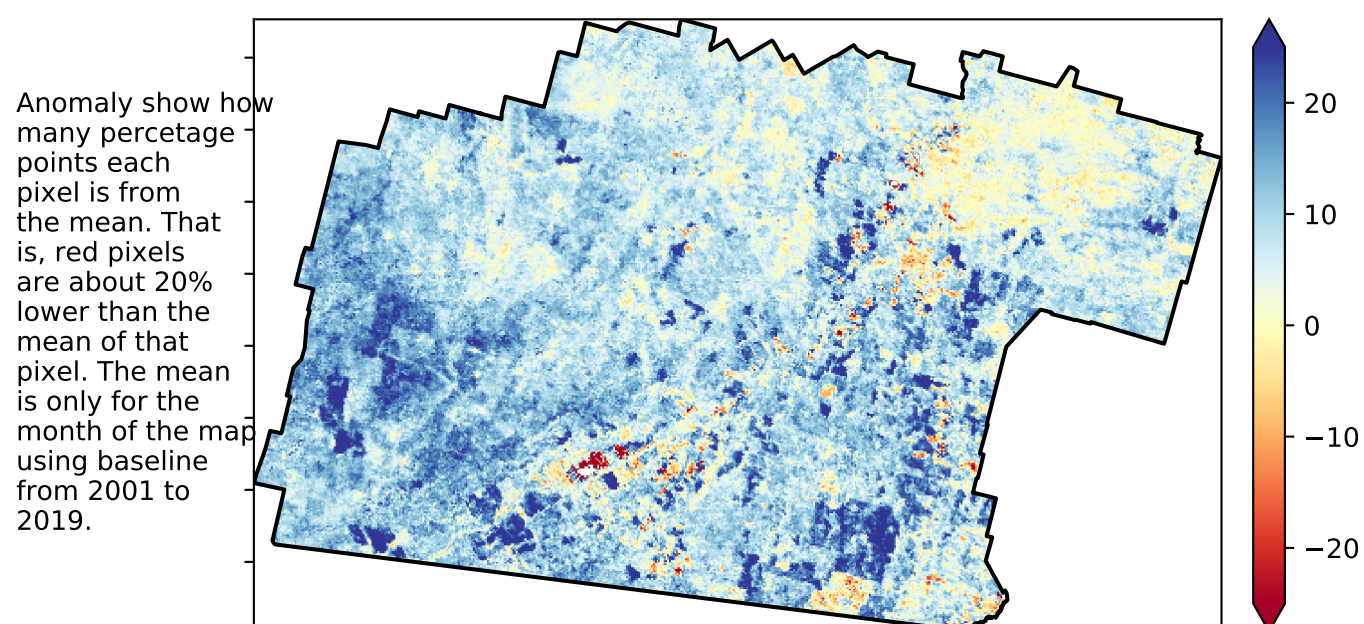 Anomaly show how
many percetage
points each
pixel is from
the mean. That
is, red pixels
are about 20%
lower than the
mean of that
pixel. The mean
is only for the
month of the map
using baseline
from 2001 to
2019.
20
10
0
−10
−20